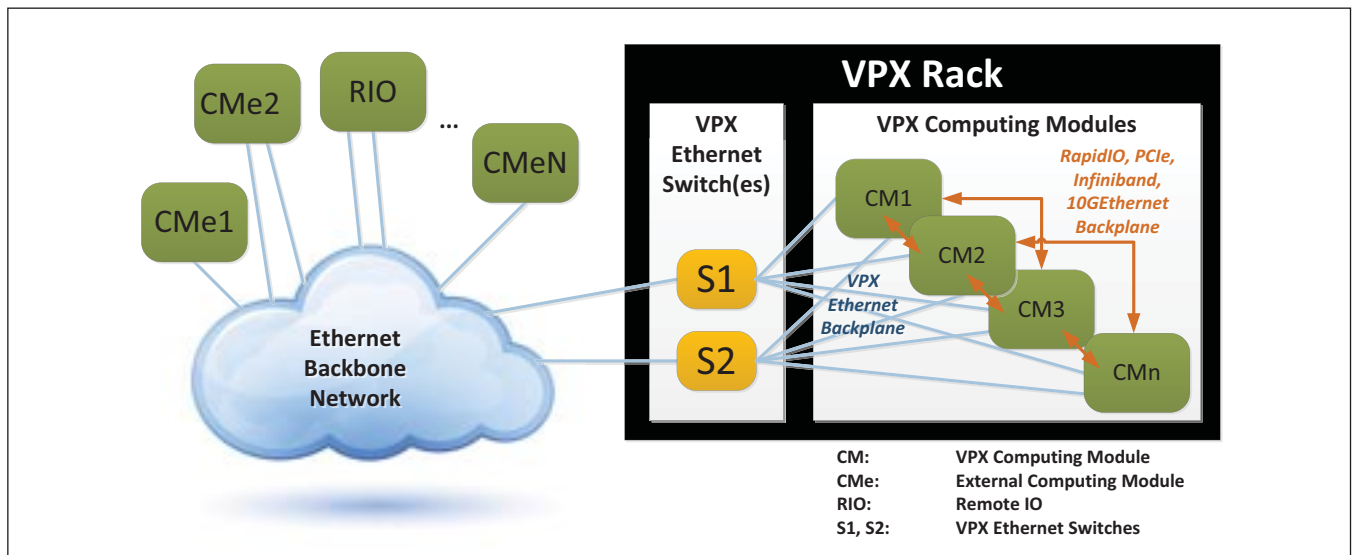 CMe1
CMe2
RIO
...
CMeN
Ethernet
Backbone
Network
VPX Rack
VPX
Ethernet
Switch(es)
S1
S2
VPX Computing Modules
RapidIO, PCIe,
Infiniband,
10GEthernet
Backplane
CM1
CM2
CM3
CMn
VPX
Ethernet
Backplane
CM: VPX Computing Module
CMe: External Computing Module
RIO: Remote IO
S1, S2: VPX Ethernet Switches